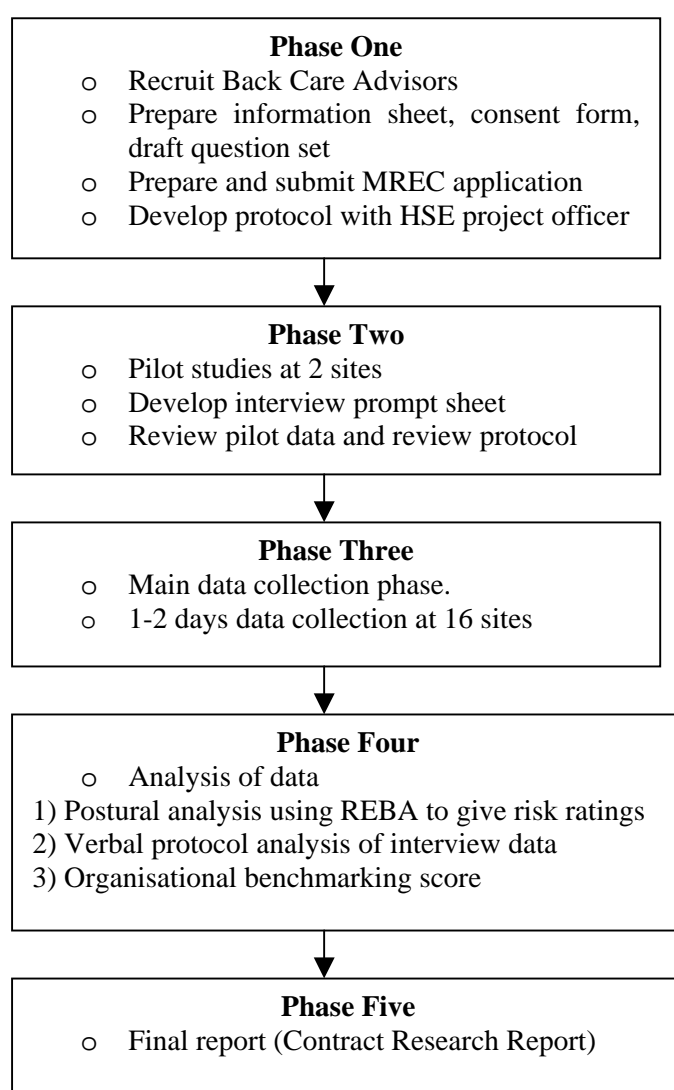 Phase One
o Recruit Back Care Advisors
o Prepare information sheet, consent form,
draft question set
o Prepare and submit MREC application
o Develop protocol with HSE project officer
Phase Two
o Pilot studies at 2 sites
o Develop interview prompt sheet
o Review pilot data and review protocol
Phase Three
o Main data collection phase.
o 1-2 days data collection at 16 sites
Phase Four
o Analysis of data
1) Postural analysis using REBA to give risk ratings
2) Verbal protocol analysis of interview data
3) Organisational benchmarking score
Phase Five
o Final report (Contract Research Report)